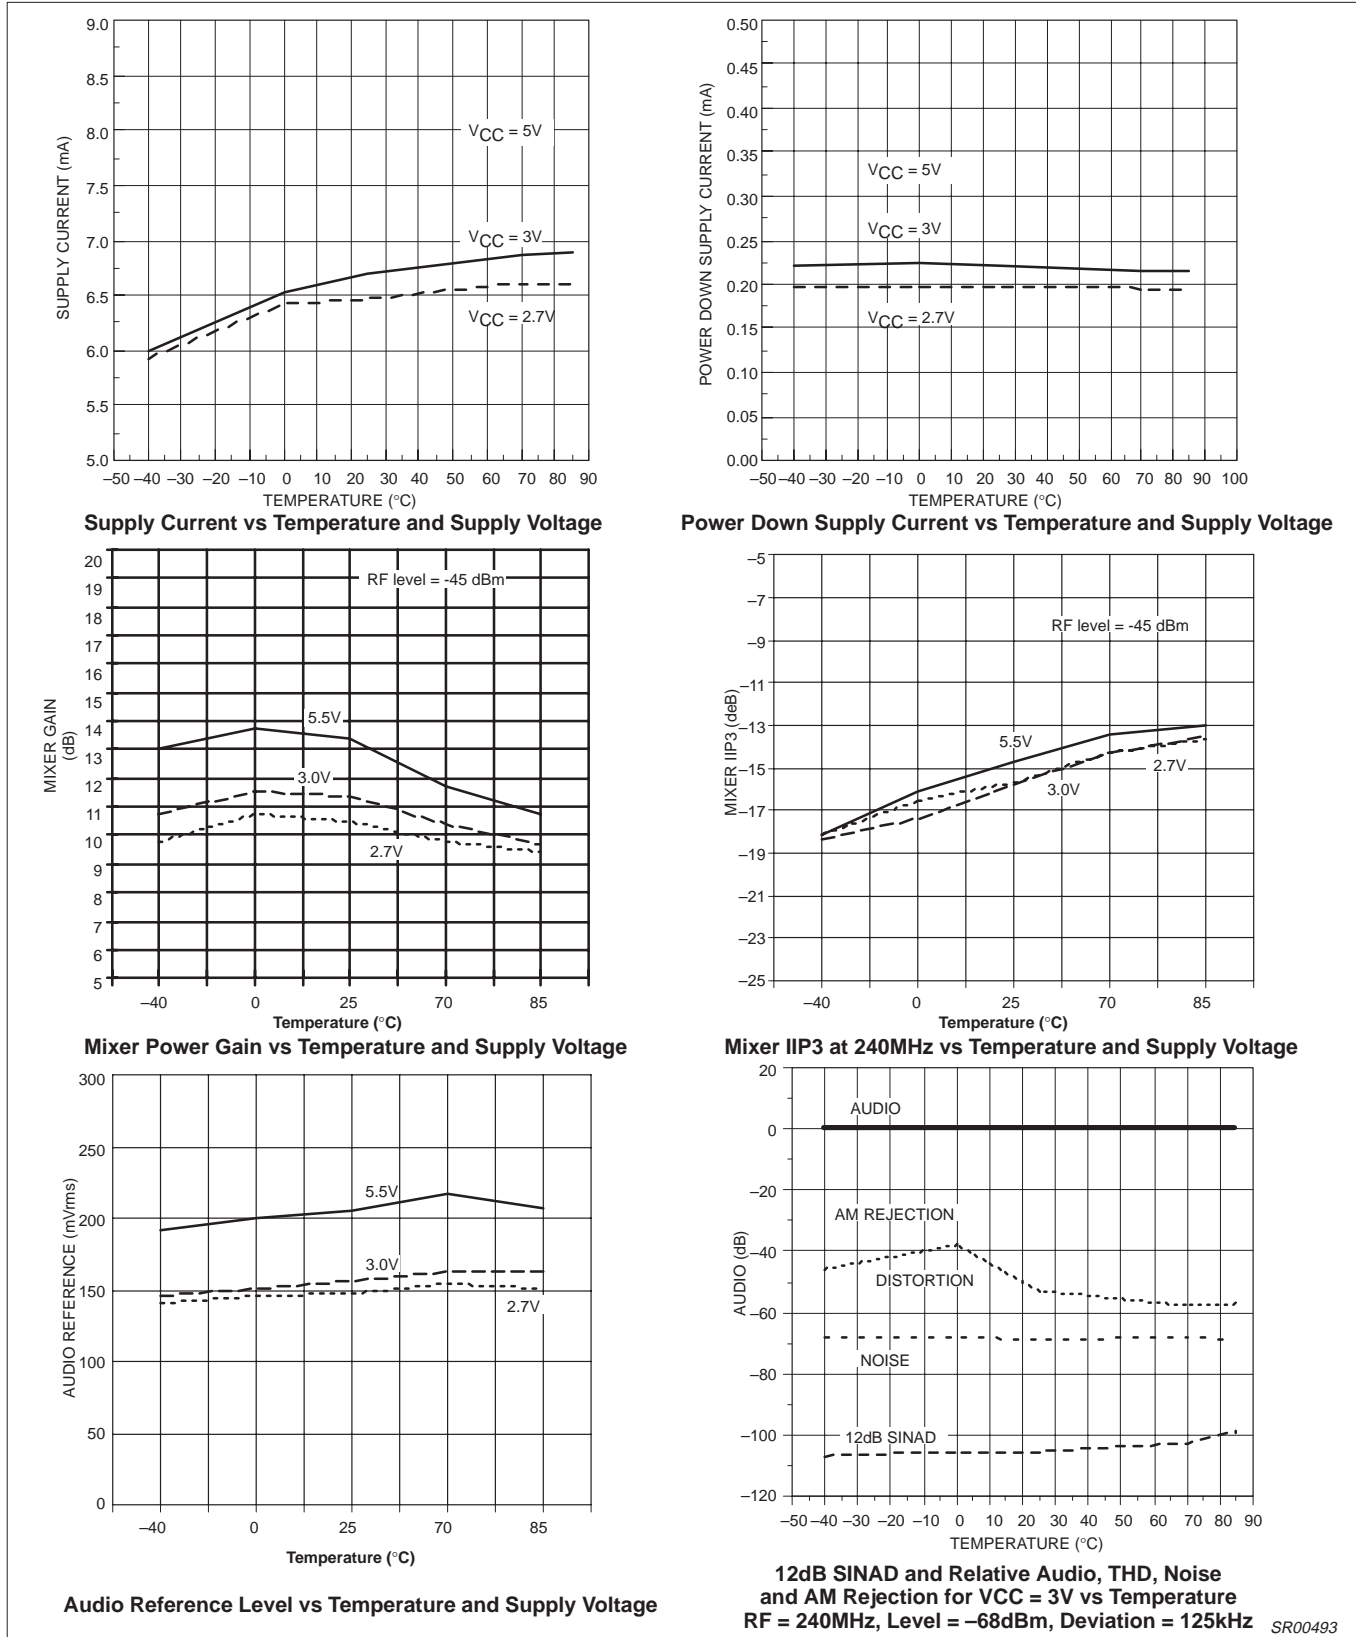 9.0
8.5
8.0
7.5
7.0
6.5
6.0
5.5
5.0
SUPPLY CURRENT (mA)
VCC = 5V
VCC = 3V
VCC = 2.7V
–50 –40 –30 –20 –10 0 10 20 30 40 50 60 70 80 90
TEMPERATURE (°C)
Supply Current vs Temperature and Supply Voltage
0.50
0.45
0.40
0.35
0.30
0.25
0.20
0.15
0.10
0.05
0.00
POWER DOWN SUPPLY CURRENT (mA)
VCC = 5V
VCC = 3V
VCC = 2.7V
–50 –40 –30 –20 –10 0 10 20 30 40 50 60 70 80 90 100
TEMPERATURE (°C)
Power Down Supply Current vs Temperature and Supply Voltage
20
19
18
17
16
15
14
13
12
11
10
9
8
7
6
5
MIXER GAIN
(dB)
RF level = -45 dBm
5.5V
3.0V
2.7V
–40 0 25 70 85
Temperature (°C)
Mixer Power Gain vs Temperature and Supply Voltage
–5
–7
–9
–11
–13
–15
–17
–19
–21
–23
–25
MIXER IIP3 (deB)
RF level = -45 dBm
5.5V
2.7V
3.0V
–40 0 25 70 85
Temperature (°C)
Mixer IIP3 at 240MHz vs Temperature and Supply Voltage
300
250
200
150
100
50
0
AUDIO REFERENCE (mVrms)
5.5V
3.0V
2.7V
–40 0 25 70 85
Temperature (°C)
Audio Reference Level vs Temperature and Supply Voltage
20
0
–20
–40
–60
–80
–100
–120
AUDIO (dB)
AUDIO
AM REJECTION
DISTORTION
NOISE
12dB SINAD
–50 –40 –30 –20 –10 0 10 20 30 40 50 60 70 80 90
TEMPERATURE (°C)
12dB SINAD and Relative Audio, THD, Noise
and AM Rejection for VCC = 3V vs Temperature
RF = 240MHz, Level = –68dBm, Deviation = 125kHz
SR00493